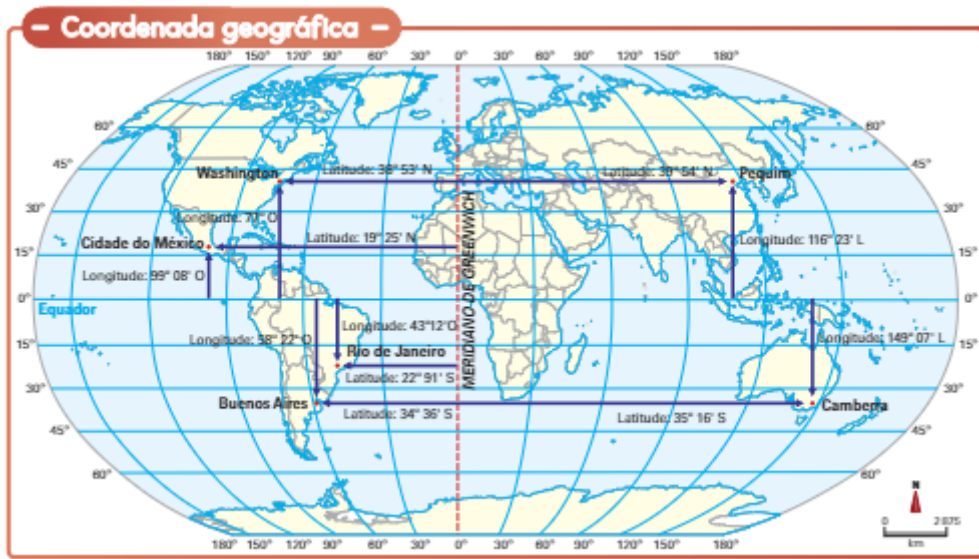 Coordenada geográfica
180° 150° 120° 90° 0° 30° 60° 90° 120° 150° 180°
60° 60°
45° 45°
Washington Latitude: 38° 53' N Latitude: 39° 54' N Pequim
30° 30°
Longitude: 77° O
Cidade do México Latitude: 19° 25' N Longitude: 116° 23' L
15° 15°
Longitude: 99° 08' O
MERIDIANO DE GREENWICH
0° 0°
Equador
Longitude: 58° 22' O Longitude: 43°12'O Longitude: 149° 07' L
15° 15°
Rio de Janeiro
Latitude: 22° 91' S
30° 30°
Buenos Aires Latitude: 34° 36' S Latitude: 35° 16' S Camberra
45° 45°
60° 60°
N
0 2 075
km
180° 150° 120° 90° 60° 30° 0° 30° 60° 90° 120° 150° 180°